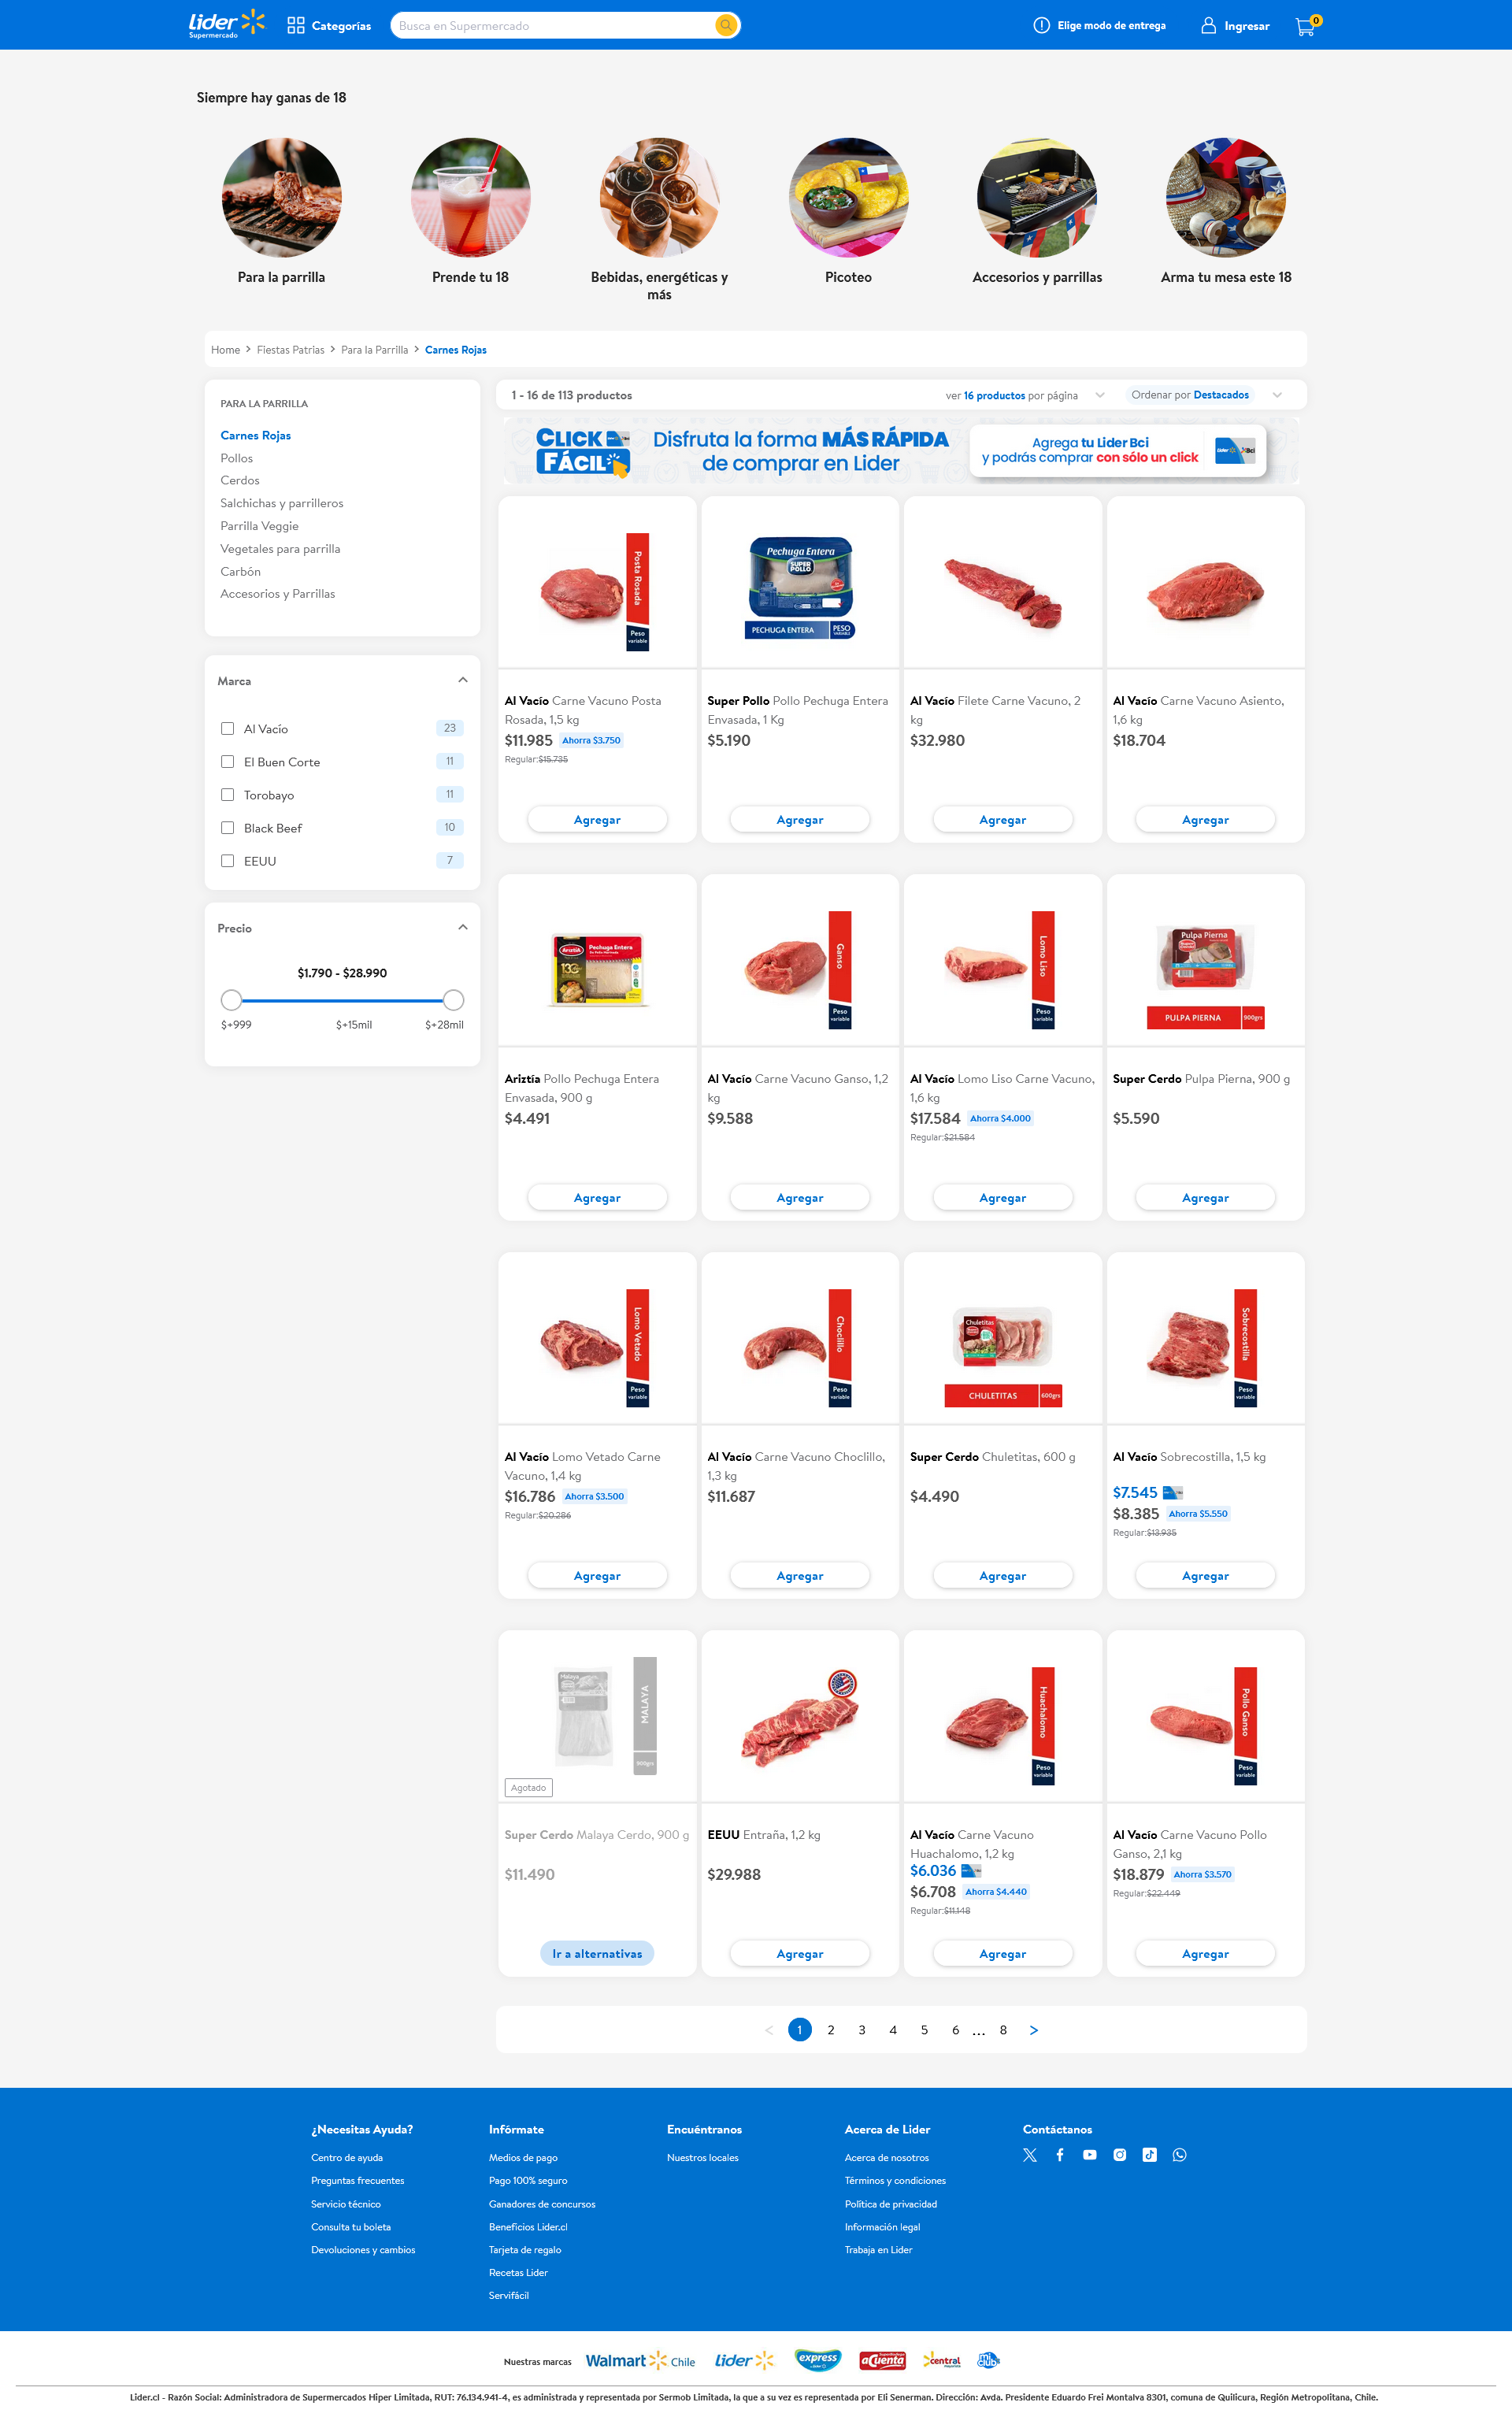 Lider
Supermercado
Categorías
Busca en Supermercado
Elige modo de entrega
Ingresar
0
Siempre hay ganas de 18
Para la parrilla
Prende tu 18
Bebidas, energéticas y
más
Picoteo
Accesorios y parrillas
Arma tu mesa este 18
Home > Fiestas Patrias > Para la Parrilla > Carnes Rojas
PARA LA PARRILLA
Carnes Rojas
Pollos
Cerdos
Salchichas y parrilleros
Parrilla Veggie
Vegetales para parrilla
Carbón
Accesorios y Parrillas
Marca
Al Vacío 23
El Buen Corte 11
Torobayo 11
Black Beef 10
EEUU 7
Precio
$1.790 - $28.990
$+999 $+15mil $+28mil
1 - 16 de 113 productos
ver 16 productos por página
Ordenar por Destacados
CLICK
FÁCIL
Disfruta la forma MÁS RÁPIDA
de comprar en Lider
Agrega tu Lider Bci
y podrás comprar con sólo un click
Posta Rosada
Peso
variable
Al Vacío Carne Vacuno Posta
Rosada, 1,5 kg
$11.985 Ahorra $3.750
Regular:$15.735
Agregar
Pechuga Entera
SUPER
POLLO
PECHUGA ENTERA PESO
VARIABLE
Super Pollo Pollo Pechuga Entera
Envasada, 1 Kg
$5.190
Agregar
Al Vacío Filete Carne Vacuno, 2
kg
$32.980
Agregar
Al Vacío Carne Vacuno Asiento,
1,6 kg
$18.704
Agregar
Ariztía
Pechuga Entera
Ariztía Pollo Pechuga Entera
Envasada, 900 g
$4.491
Agregar
Ganso
Peso
variable
Al Vacío Carne Vacuno Ganso, 1,2
kg
$9.588
Agregar
Lomo Liso
Peso
variable
Al Vacío Lomo Liso Carne Vacuno,
1,6 kg
$17.584 Ahorra $4.000
Regular:$21.584
Agregar
Pulpa Pierna
PULPA PIERNA 900grs
Super Cerdo Pulpa Pierna, 900 g
$5.590
Agregar
Lomo Vetado
Peso
variable
Al Vacío Lomo Vetado Carne
Vacuno, 1,4 kg
$16.786 Ahorra $3.500
Regular:$20.286
Agregar
Choclillo
Peso
variable
Al Vacío Carne Vacuno Choclillo,
1,3 kg
$11.687
Agregar
Chuletitas
CHULETITAS 600grs
Super Cerdo Chuletitas, 600 g
$4.490
Agregar
Sobrecostilla
Peso
variable
Al Vacío Sobrecostilla, 1,5 kg
$7.545
$8.385 Ahorra $5.550
Regular:$13.935
Agregar
Malaya
MALAYA
900grs
Agotado
Super Cerdo Malaya Cerdo, 900 g
$11.490
Ir a alternativas
EEUU Entraña, 1,2 kg
$29.988
Agregar
Huachalomo
Peso
variable
Al Vacío Carne Vacuno
Huachalomo, 1,2 kg
$6.036
$6.708 Ahorra $4.440
Regular:$11.148
Agregar
Pollo Ganso
Peso
variable
Al Vacío Carne Vacuno Pollo
Ganso, 2,1 kg
$18.879 Ahorra $3.570
Regular:$22.449
Agregar
< 1 2 3 4 5 6 ... 8 >
¿Necesitas Ayuda?
Centro de ayuda
Preguntas frecuentes
Servicio técnico
Consulta tu boleta
Devoluciones y cambios
Infórmate
Medios de pago
Pago 100% seguro
Ganadores de concursos
Beneficios Lider.cl
Tarjeta de regalo
Recetas Lider
Servifácil
Encuéntranos
Nuestros locales
Acerca de Lider
Acerca de nosotros
Términos y condiciones
Política de privacidad
Información legal
Trabaja en Lider
Contáctanos
Nuestras marcas
Walmart Chile
Lider
express
aCuenta
central
mi club
Lider.cl - Razón Social: Administradora de Supermercados Hiper Limitada, RUT: 76.134.941-4, es administrada y representada por Sermob Limitada, la que a su vez es representada por Eli Senerman. Dirección: Avda. Presidente Eduardo Frei Montalva 8301, comuna de Quilicura, Región Metropolitana, Chile.